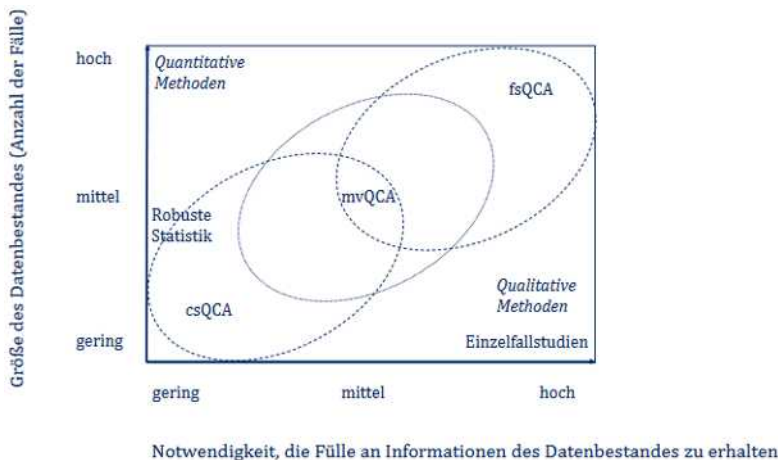 Größe des Datenbestandes (Anzahl der Fälle)
hoch
Quantitative
Methoden
fsQCA
mittel
mvQCA
Robuste
Statistik
Qualitative
Methoden
csQCA
gering
Einzelfallstudien
gering
mittel
hoch
Notwendigkeit, die Fülle an Informationen des Datenbestandes zu erhalten